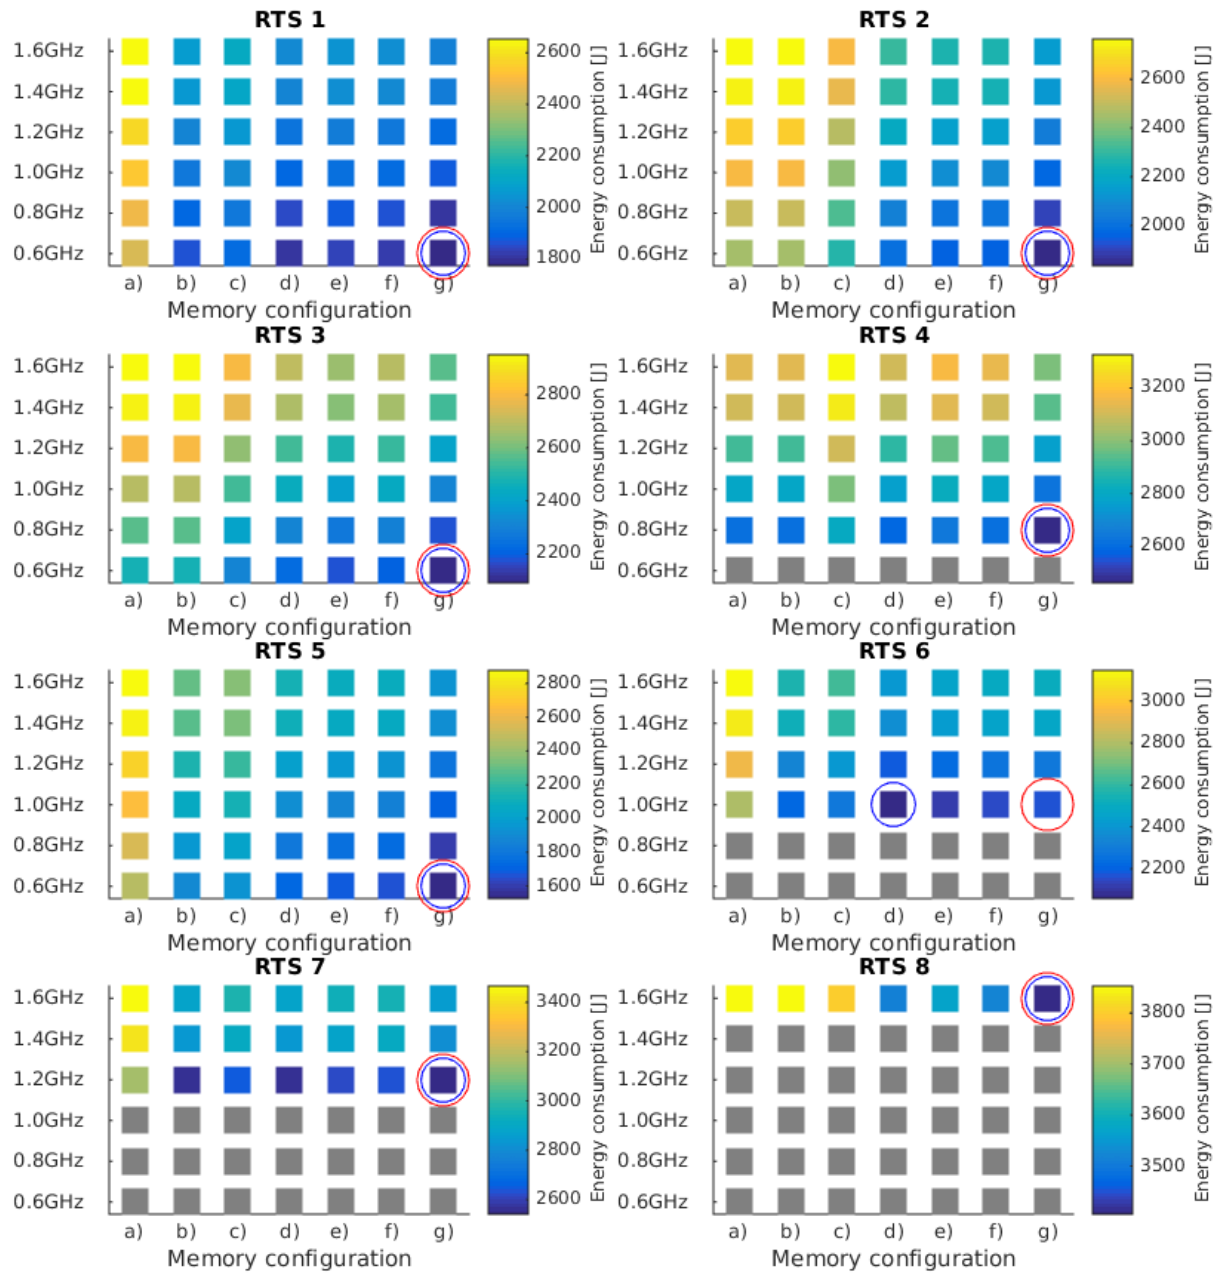 RTS 1
1.6GHz
1.4GHz
1.2GHz
1.0GHz
0.8GHz
0.6GHz
a) b) c) d) e) f) g)
Memory configuration
2600
2400
2200
2000
1800
Energy consumption [J]
RTS 2
1.6GHz
1.4GHz
1.2GHz
1.0GHz
0.8GHz
0.6GHz
a) b) c) d) e) f) g)
Memory configuration
2600
2400
2200
2000
Energy consumption [J]
RTS 3
1.6GHz
1.4GHz
1.2GHz
1.0GHz
0.8GHz
0.6GHz
a) b) c) d) e) f) g)
Memory configuration
2800
2600
2400
2200
Energy consumption [J]
RTS 4
1.6GHz
1.4GHz
1.2GHz
1.0GHz
0.8GHz
0.6GHz
a) b) c) d) e) f) g)
Memory configuration
3200
3000
2800
2600
Energy consumption [J]
RTS 5
1.6GHz
1.4GHz
1.2GHz
1.0GHz
0.8GHz
0.6GHz
a) b) c) d) e) f) g)
Memory configuration
2800
2600
2400
2200
2000
1800
1600
Energy consumption [J]
RTS 6
1.6GHz
1.4GHz
1.2GHz
1.0GHz
0.8GHz
0.6GHz
a) b) c) d) e) f) g)
Memory configuration
3000
2800
2600
2400
2200
Energy consumption [J]
RTS 7
1.6GHz
1.4GHz
1.2GHz
1.0GHz
0.8GHz
0.6GHz
a) b) c) d) e) f) g)
Memory configuration
3400
3200
3000
2800
2600
Energy consumption [J]
RTS 8
1.6GHz
1.4GHz
1.2GHz
1.0GHz
0.8GHz
0.6GHz
a) b) c) d) e) f) g)
Memory configuration
3800
3700
3600
3500
Energy consumption [J]